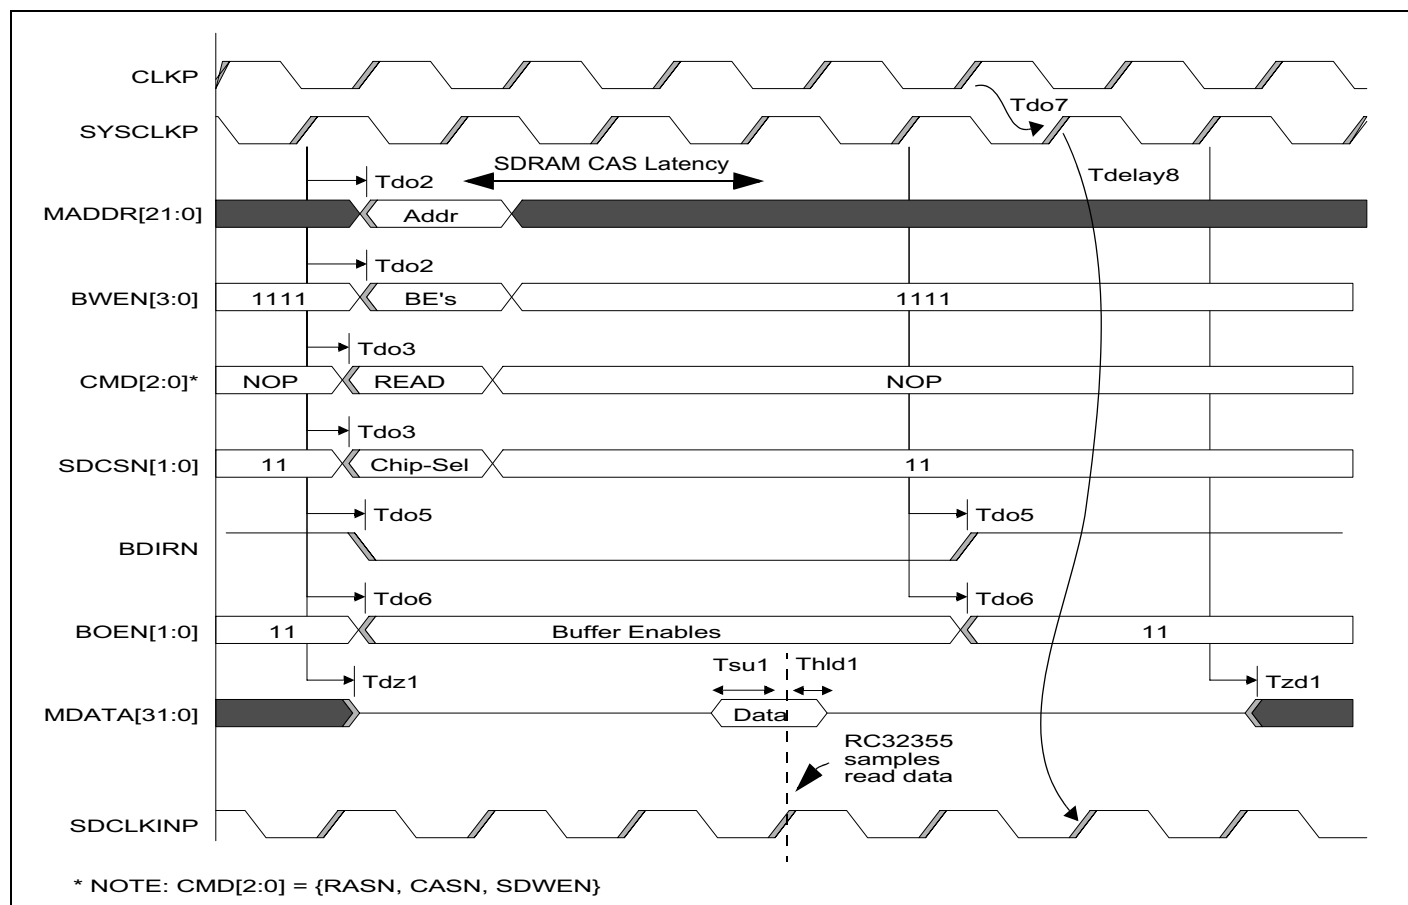 CLKP
Tdo7
SYSCLKP
SDRAM CAS Latency
Tdo2
Tdelay8
MADDR[21:0]
Addr
Tdo2
BWEN[3:0]
1111
BE's
1111
Tdo3
CMD[2:0]*
NOP
READ
NOP
Tdo3
SDCSN[1:0]
11
Chip-Sel
11
Tdo5
Tdo5
BDIRN
Tdo6
Tdo6
BOEN[1:0]
11
Buffer Enables
11
Tsu1
Thld1
Tdz1
Tzd1
MDATA[31:0]
Data
RC32355
samples
read data
SDCLKINP
* NOTE: CMD[2:0] = {RASN, CASN, SDWEN}